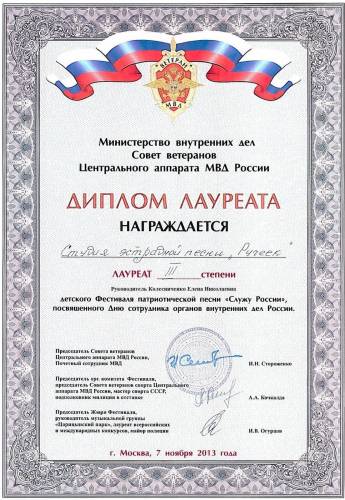 ВЕТЕРАН
МВД
Министерство внутренних дел
Совет ветеранов
Центрального аппарата МВД России
ДИПЛОМ ЛАУРЕАТА
НАГРАЖДАЕТСЯ
Студия эстрадной песни „Ручеек"
ЛАУРЕАТ III степени
Руководитель Колесниченко Елена Николаевна
детского Фестиваля патриотической песни «Служу России»,
посвященного Дню сотрудника органов внутренних дел России.
Председатель Совета ветеранов
Центрального аппарата МВД России,
Почетный сотрудник МВД
И.Н. Стороженко
Председатель орг. комитета Фестиваля,
председатель Совета ветеранов спорта Центрального
аппарата МВД России, мастер спорта СССР,
подполковник милиции в отставке
А.А.
Председатель Жюри Фестиваля,
руководитель музыкальной группы
«Царицынский парк», лауреат всероссийских
и международных конкурсов, майор полиции
И.В. Огурцов
г. Москва, 7 ноября 2013 года